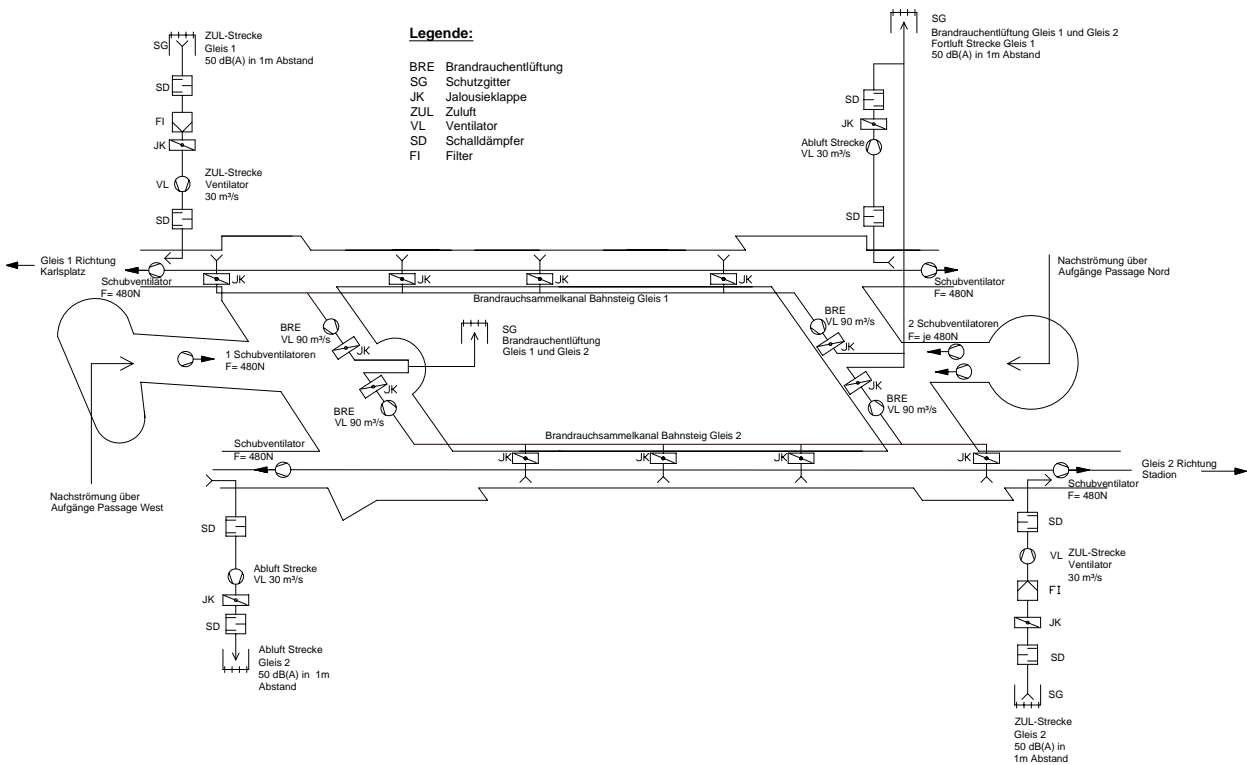 SG
ZUL-Strecke
Gleis 1
50 dB(A) in 1m Abstand
SD
FI
JK
VL
ZUL-Strecke
Ventilator
30 m³/s
SD
Legende:
BRE Brandrauchentlüftung
SG Schutzgitter
JK Jalousieklappe
ZUL Zuluft
VL Ventilator
SD Schalldämpfer
FI Filter
SG
Brandrauchentlüftung Gleis 1 und Gleis 2
Fortluft Strecke Gleis 1
50 dB(A) in 1m Abstand
SD
JK
Abluft Strecke
VL 30 m³/s
SD
Gleis 1 Richtung
Karlsplatz
Schubventilator
F= 480N
JK
JK
JK
JK
Schubventilator
F= 480N
Nachströmung über
Aufgänge Passage Nord
Brandrauchsammelkanal Bahnsteig Gleis 1
BRE
VL 90 m³/s
JK
SG
Brandrauchentlüftung
Gleis 1 und Gleis 2
BRE
VL 90 m³/s
JK
2 Schubventilatoren
F= je 480N
1 Schubventilatoren
F= 480N
JK
BRE
VL 90 m³/s
JK
BRE
VL 90 m³/s
Schubventilator
F= 480N
Brandrauchsammelkanal Bahnsteig Gleis 2
JK
JK
JK
JK
Gleis 2 Richtung
Stadion
Schubventilator
F= 480N
Nachströmung über
Aufgänge Passage West
SD
Abluft Strecke
VL 30 m³/s
JK
SD
Abluft Strecke
Gleis 2
50 dB(A) in 1m
Abstand
SD
VL
ZUL-Strecke
Ventilator
30 m³/s
FI
JK
SD
SG
ZUL-Strecke
Gleis 2
50 dB(A) in
1m Abstand